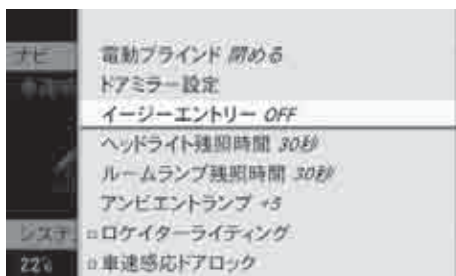 ナビ
電動ブラインド 閉める
ドアミラー設定
イージーエントリー OFF
ヘッドライト残照時間 30秒
ルームランプ残照時間 30秒
アンビエントランプ +5
システ
□ロケイターライティング
22
□車速感応ドアロック